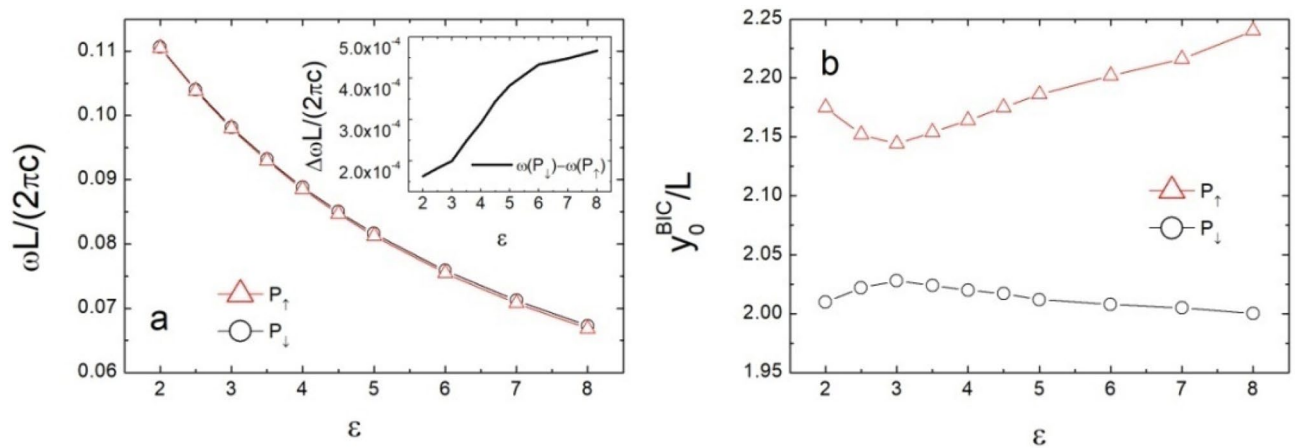 a
ωL/(2πc)
0.11
0.10
0.09
0.08
0.07
0.06
2 3 4 5 6 7 8
ε
P↑
P↓
ΔωL/(2πc)
5.0x10⁻⁴
4.0x10⁻⁴
3.0x10⁻⁴
2.0x10⁻⁴
2 3 4 5 6 7 8
ε
ω(P↓)−ω(P↑)
b
y₀^BIC/L
2.25
2.20
2.15
2.10
2.05
2.00
1.95
2 3 4 5 6 7 8
ε
P↑
P↓